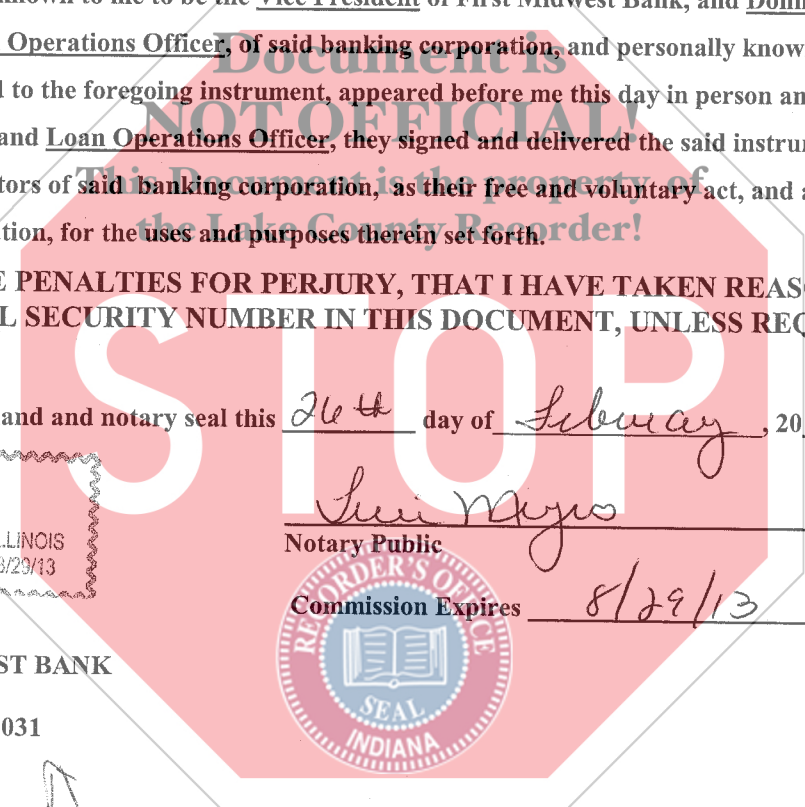 known to me to be the Vice President of First Midwest Bank, and
Operations Officer, of said banking corporation, and personally know
Document is
d to the foregoing instrument, appeared before me this day in person an
NOT OFFICIAL!
and Loan Operations Officer, they signed and delivered the said instru
This Document is the property of
tors of said banking corporation, as their free and voluntary act, and a
the Lake County Recorder!
tion, for the uses and purposes therein set forth.
E PENALTIES FOR PERJURY, THAT I HAVE TAKEN REAS
L SECURITY NUMBER IN THIS DOCUMENT, UNLESS REQ
STOP
and and notary seal this 26th day of February, 20
LLINOIS
8/29/13
Notary Public
RECORDER'S OFFICE
Commission Expires 8/29/13
SEAL
INDIANA
ST BANK
031